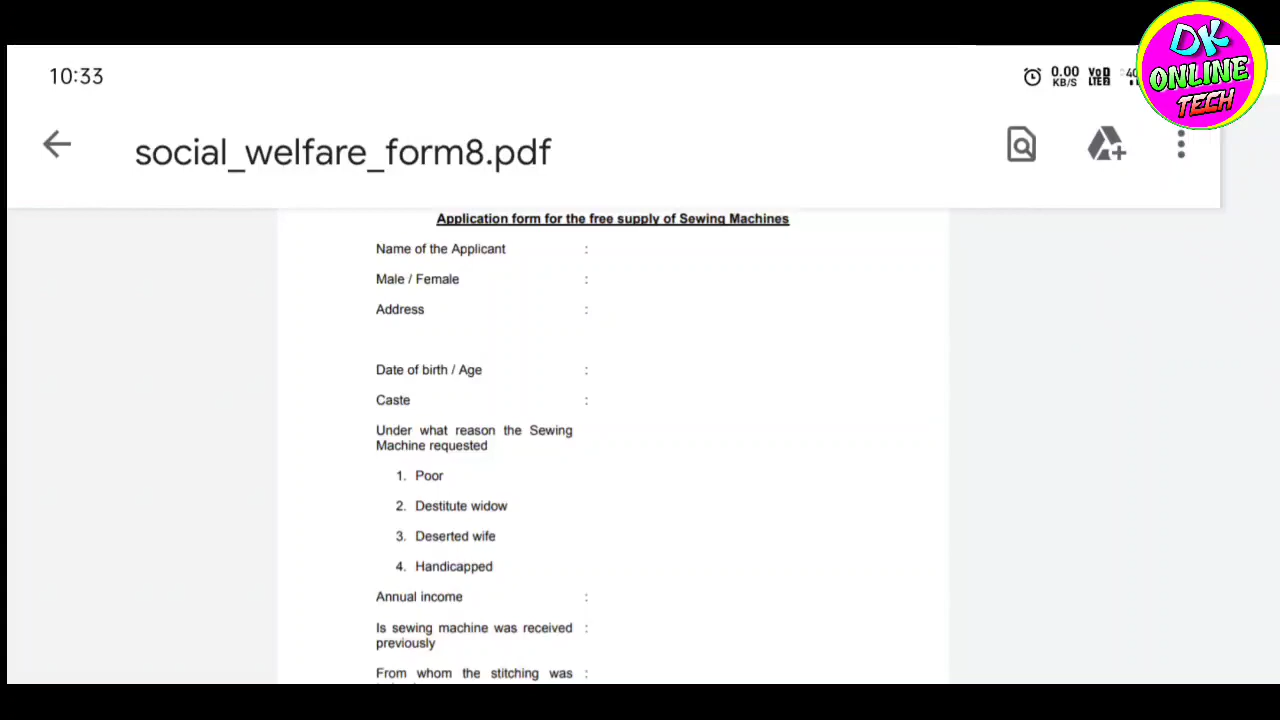 10:33
0.00
KB/S
Vo D
LTE 2
DK
ONLINE
TECH
social_welfare_form8.pdf
Application form for the free supply of Sewing Machines
Name of the Applicant :
Male / Female :
Address :
Date of birth / Age :
Caste :
Under what reason the Sewing
Machine requested
1. Poor
2. Destitute widow
3. Deserted wife
4. Handicapped
Annual income :
Is sewing machine was received :
previously
From whom the stitching was :